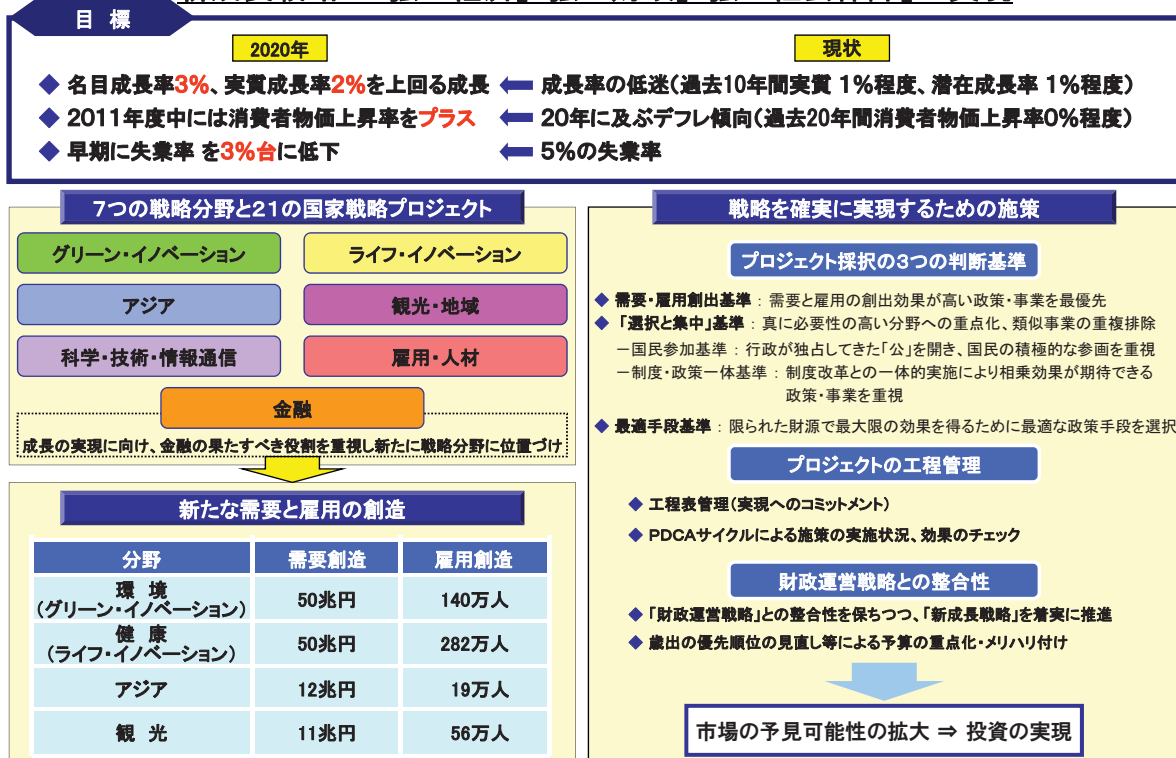 目 標
2020年
現状
◆ 名目成長率3%、実質成長率2%を上回る成長
成長率の低迷(過去10年間実質 1%程度、潜在成長率 1%程度)
◆ 2011年度中には消費者物価上昇率をプラス
20年に及ぶデフレ傾向(過去20年間消費者物価上昇率0%程度)
◆ 早期に失業率 を3%台に低下
5%の失業率
7つの戦略分野と21の国家戦略プロジェクト
グリーン・イノベーション
ライフ・イノベーション
アジア
観光・地域
科学・技術・情報通信
雇用・人材
金融
成長の実現に向け、金融の果たすべき役割を重視し新たに戦略分野に位置づけ
新たな需要と雇用の創造
分野 需要創造 雇用創造
環 境
(グリーン・イノベーション)
50兆円 140万人
健 康
(ライフ・イノベーション)
50兆円 282万人
アジア 12兆円 19万人
観 光 11兆円 56万人
戦略を確実に実現するための施策
プロジェクト採択の3つの判断基準
◆ 需要・雇用創出基準 : 需要と雇用の創出効果が高い政策・事業を最優先
◆ 「選択と集中」基準 : 真に必要性の高い分野への重点化、類似事業の重複排除
-国民参加基準 : 行政が独占してきた「公」を開き、国民の積極的な参画を重視
-制度・政策一体基準 : 制度改革との一体的実施により相乗効果が期待できる
政策・事業を重視
◆ 最適手段基準 : 限られた財源で最大限の効果を得るために最適な政策手段を選択
プロジェクトの工程管理
◆ 工程表管理(実現へのコミットメント)
◆ PDCAサイクルによる施策の実施状況、効果のチェック
財政運営戦略との整合性
◆ 「財政運営戦略」との整合性を保ちつつ、「新成長戦略」を着実に推進
◆ 歳出の優先順位の見直し等による予算の重点化・メリハリ付け
市場の予見可能性の拡大 ⇒ 投資の実現